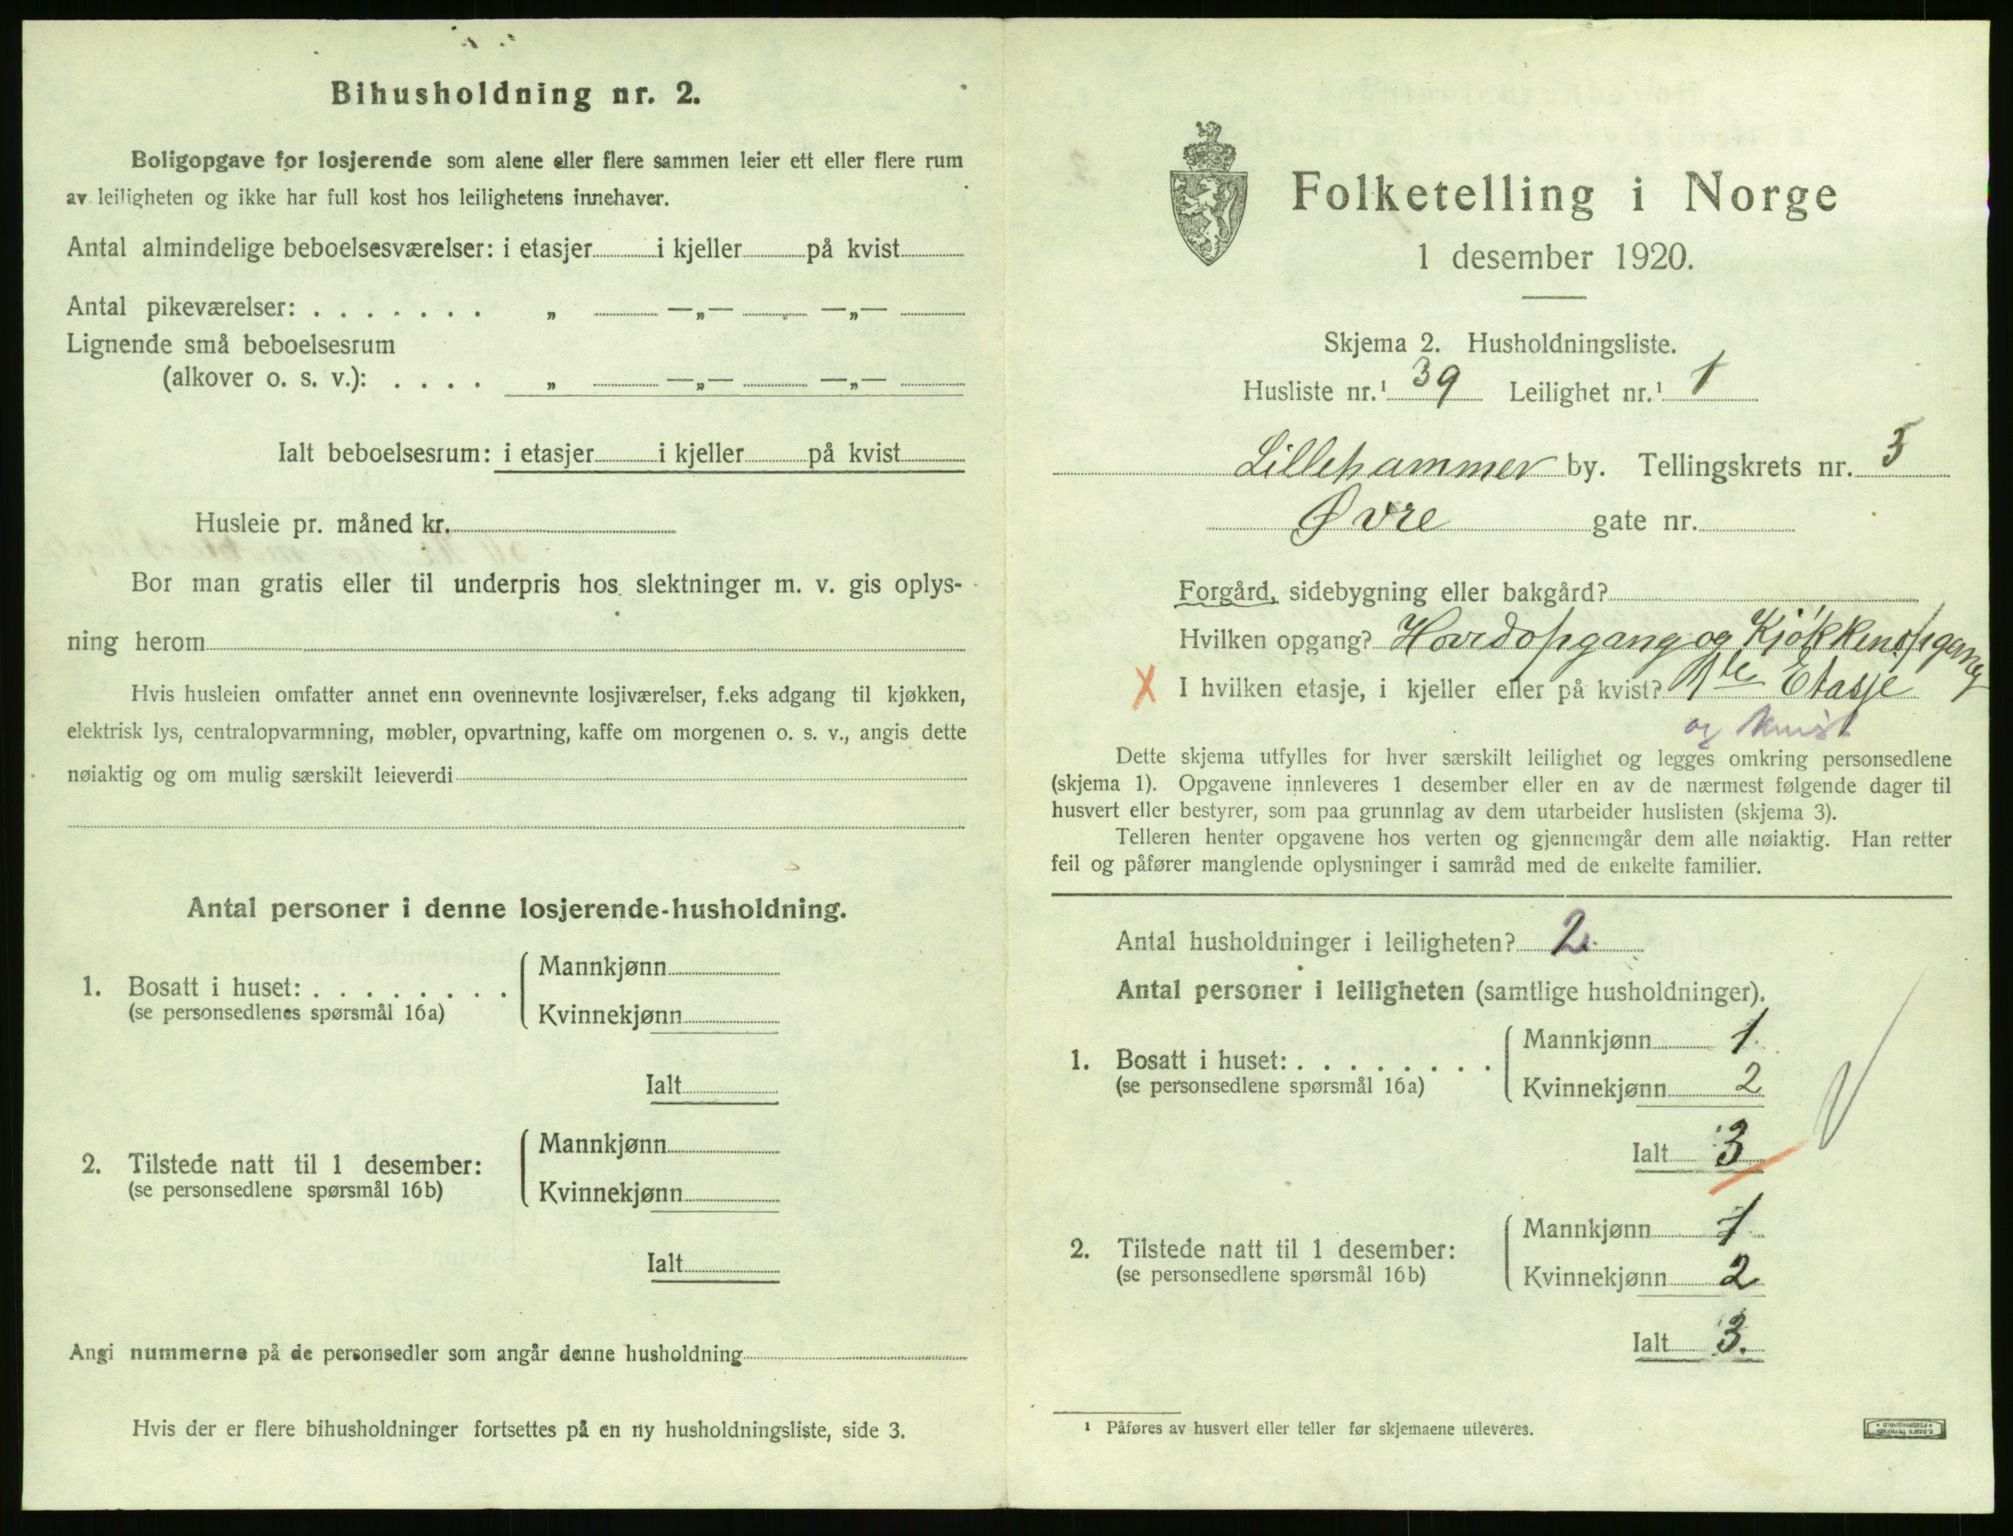 Bihusholdning nr. 2.
Boligopgave for losjerende som alene eller flere sammen leier ett eller flere rum
av leiligheten og ikke har full kost hos leilighetens innehaver.
Antal almindelige beboelsesværelser: i etasjer i kjeller på kvist
Antal pikeværelser: . . . . . . . „ —„— —„—
Lignende små beboelsesrum
(alkover o. s. v.): . . . . „ —„— —„—
Ialt beboelsesrum: i etasjer i kjeller på kvist
Husleie pr. måned kr.
Bor man gratis eller til underpris hos slektninger m. v. gis oplys-
ning herom
Hvis husleien omfatter annet enn ovennevnte losjiværelser, f.eks adgang til kjøkken,
elektrisk lys, centralopvarmning, møbler, opvartning, kaffe om morgenen o. s. v., angis dette
nøiaktig og om mulig særskilt leieverdi
Antal personer i denne losjerende-husholdning.
1. Bosatt i huset: . . . . . . . . Mannkjønn
(se personsedlenes spørsmål 16a) Kvinnekjønn
Ialt
2. Tilstede natt til 1 desember: Mannkjønn
(se personsedlene spørsmål 16b) Kvinnekjønn
Ialt
Angi nummerne på de personsedler som angår denne husholdning
Hvis der er flere bihusholdninger fortsettes på en ny husholdningsliste, side 3.
Folketelling i Norge
1 desember 1920.
Skjema 2. Husholdningsliste.
Husliste nr.¹ 39 Leilighet nr.¹ 1
Lillehammer by. Tellingskrets nr. 5
Øvre gate nr.
Forgård, sidebygning eller bakgård?
Hvilken opgang? Hovedopgang og Kjøkkenopgang
X I hvilken etasje, i kjeller eller på kvist? 1ste Etasje
og kvist
Dette skjema utfylles for hver særskilt leilighet og legges omkring personsedlene
(skjema 1). Opgavene innleveres 1 desember eller en av de nærmest følgende dager til
husvert eller bestyrer, som paa grunnlag av dem utarbeider huslisten (skjema 3).
Telleren henter opgavene hos verten og gjennemgår dem alle nøiaktig. Han retter
feil og påfører manglende oplysninger i samråd med de enkelte familier.
Antal husholdninger i leiligheten? 2
Antal personer i leiligheten (samtlige husholdninger).
1. Bosatt i huset: . . . . . . . . Mannkjønn 1
(se personsedlene spørsmål 16a) Kvinnekjønn 2
Ialt 3
2. Tilstede natt til 1 desember: Mannkjønn 1
(se personsedlene spørsmål 16b) Kvinnekjønn 2
Ialt 3.
¹ Påføres av husvert eller teller før skjemaene utleveres.